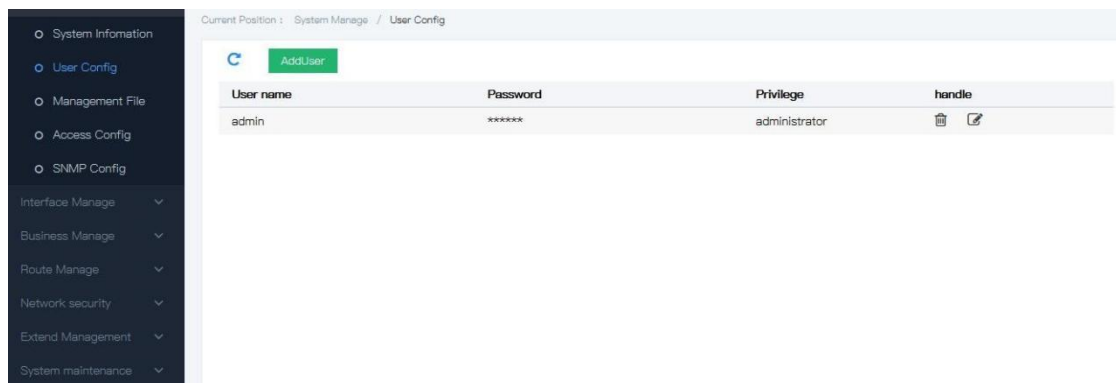 Current Position : System Manage / User Config
System Infomation
User Config
Management File
Access Config
SNMP Config
Interface Manage
Business Manage
Route Manage
Network security
Extend Management
System maintenance
AddUser
User name Password Privilege handle
admin ****** administrator